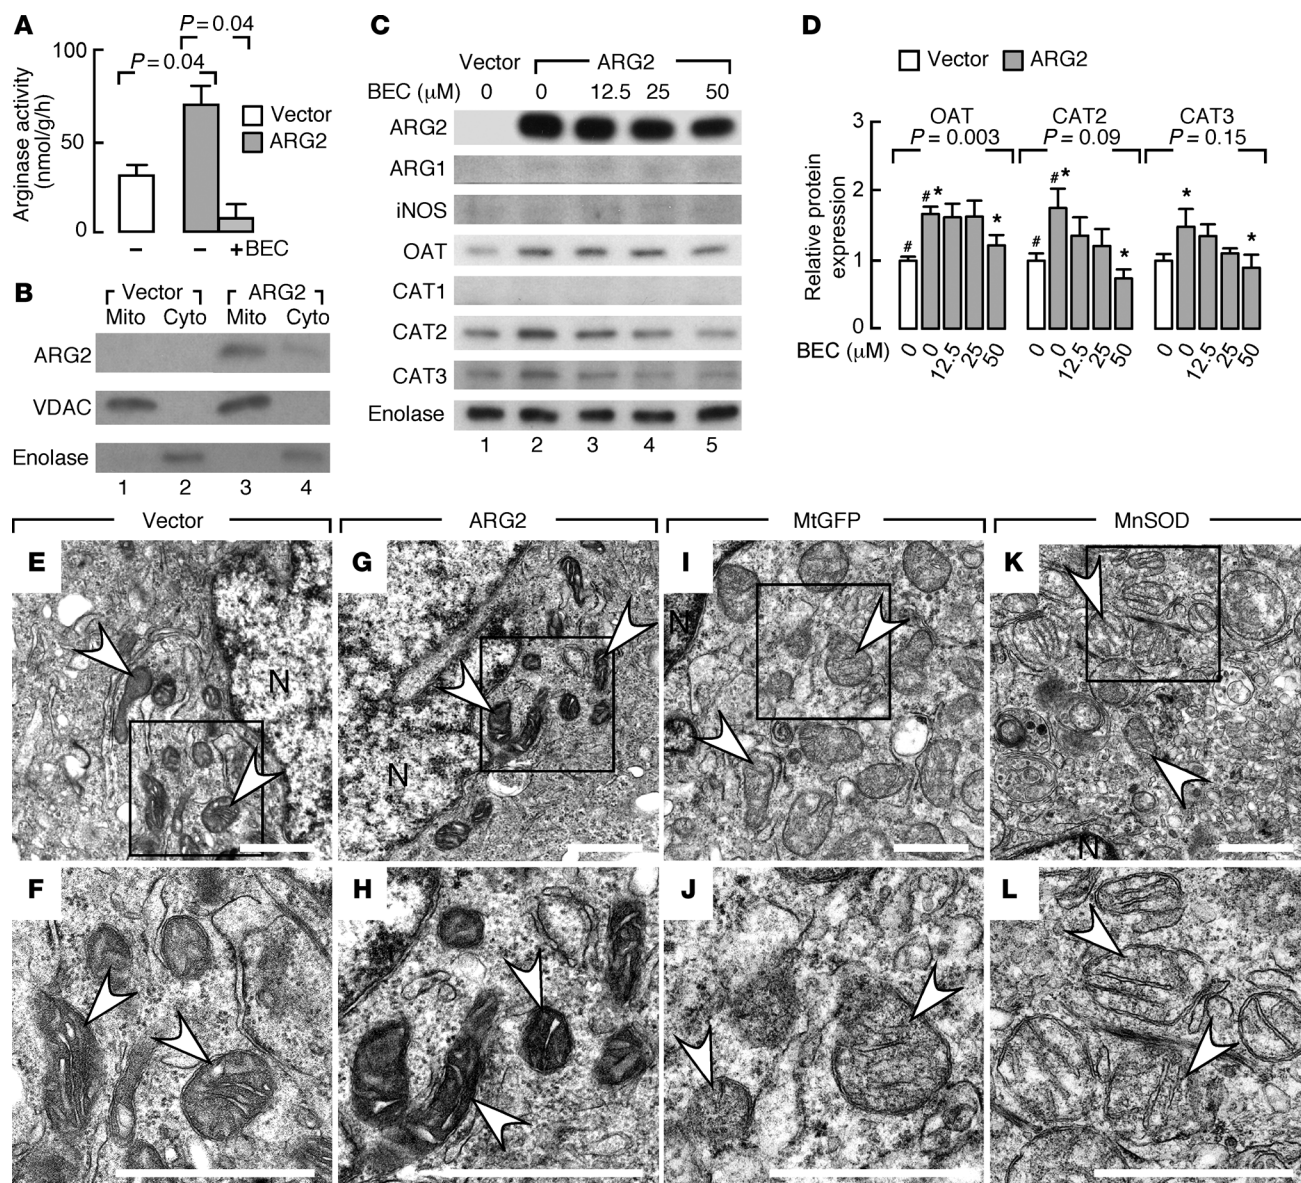 A
P = 0.04
P = 0.04
100
50
0
Arginase activity
(nmol/g/h)
Vector
ARG2
– – +BEC
B
Vector ARG2
Mito Cyto Mito Cyto
ARG2
VDAC
Enolase
1 2 3 4
C
Vector ARG2
BEC (μM) 0 0 12.5 25 50
ARG2
ARG1
iNOS
OAT
CAT1
CAT2
CAT3
Enolase
1 2 3 4 5
D
Vector ARG2
OAT CAT2 CAT3
P = 0.003 P = 0.09 P = 0.15
3
2
1
0
Relative protein
expression
# #* * # #* * * *
BEC (μM) 0 0 12.5 25 50 0 0 12.5 25 50 0 0 12.5 25 50
Vector ARG2 MtGFP MnSOD
E G I K
N N N N
F H J L